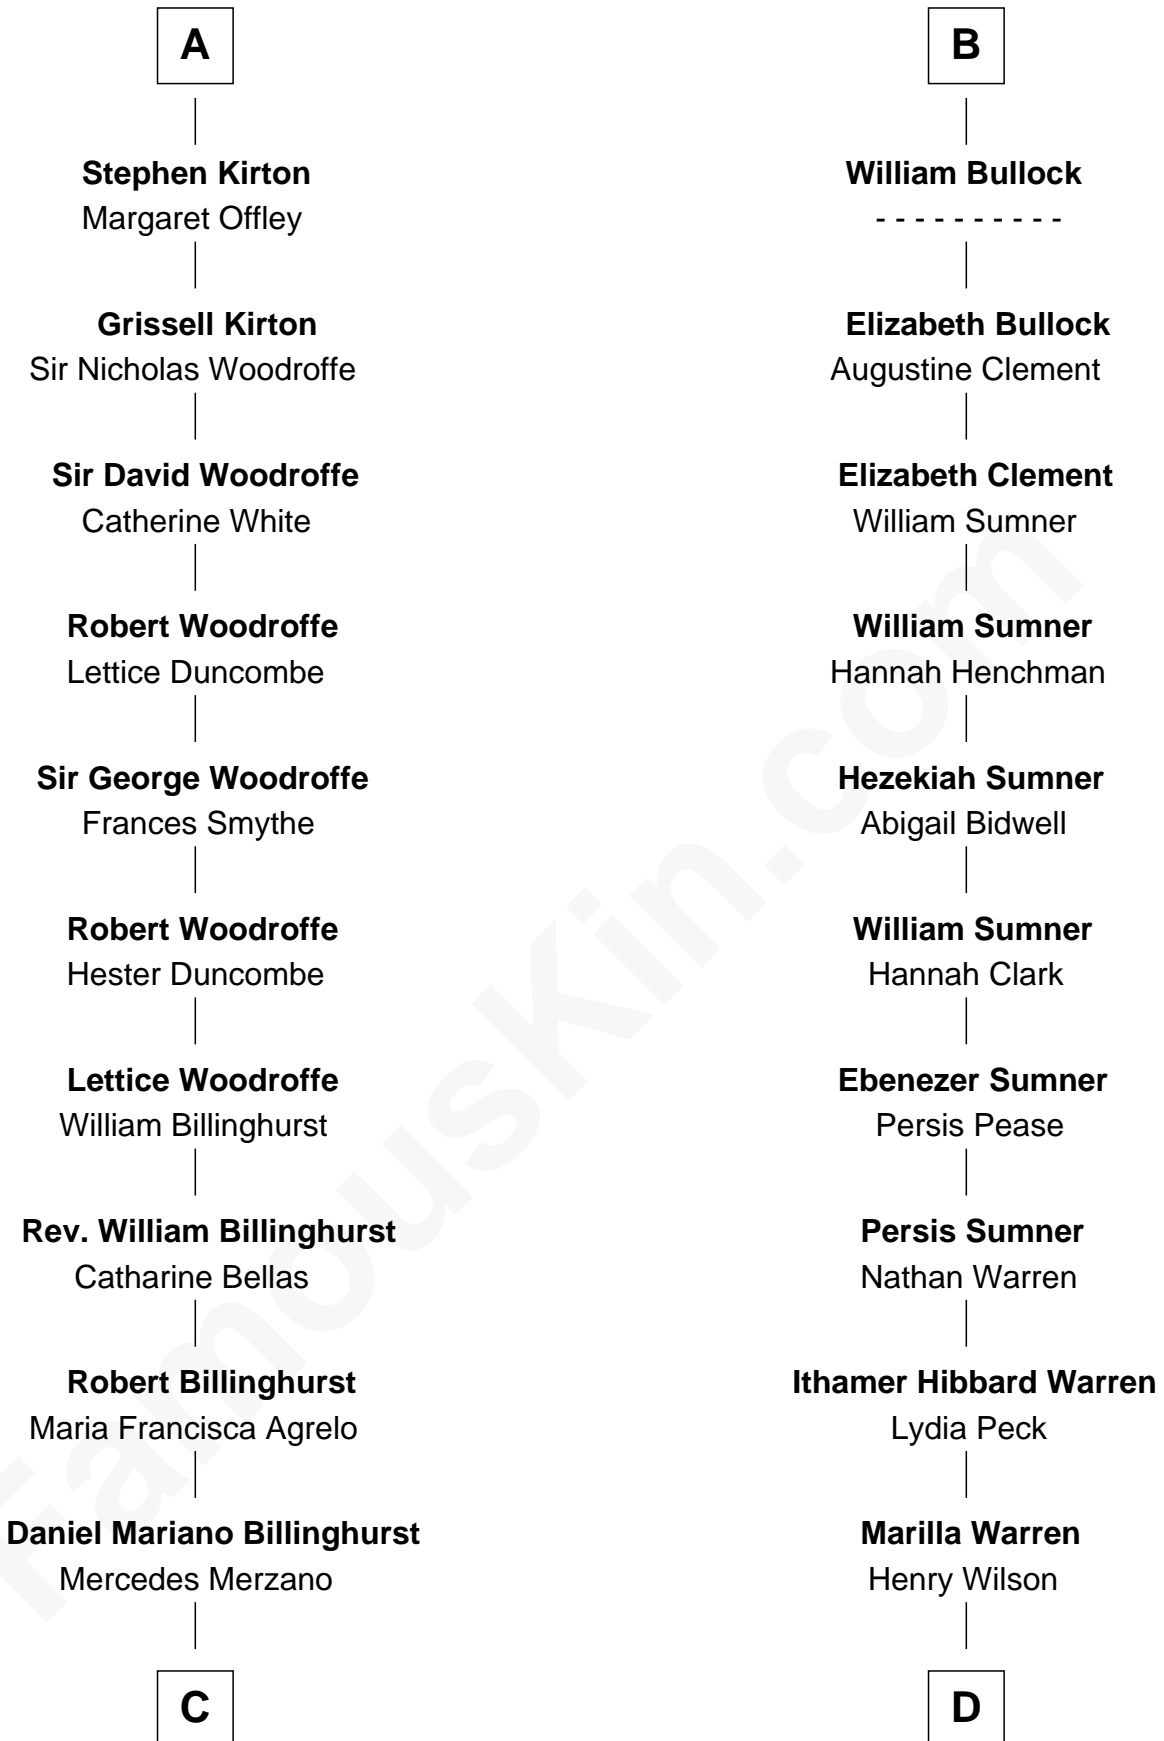 A
Stephen Kirton
Margaret Offley
Grissell Kirton
Sir Nicholas Woodroffe
Sir David Woodroffe
Catherine White
Robert Woodroffe
Lettice Duncombe
Sir George Woodroffe
Frances Smythe
Robert Woodroffe
Hester Duncombe
Lettice Woodroffe
William Billinghurst
Rev. William Billinghurst
Catharine Bellas
Robert Billinghurst
Maria Francisca Agrelo
Daniel Mariano Billinghurst
Mercedes Merzano
C
B
William Bullock
- - - - - - - - - -
Elizabeth Bullock
Augustine Clement
Elizabeth Clement
William Sumner
William Sumner
Hannah Henchman
Hezekiah Sumner
Abigail Bidwell
William Sumner
Hannah Clark
Ebenezer Sumner
Persis Pease
Persis Sumner
Nathan Warren
Ithamer Hibbard Warren
Lydia Peck
Marilla Warren
Henry Wilson
D
FamousKin.com